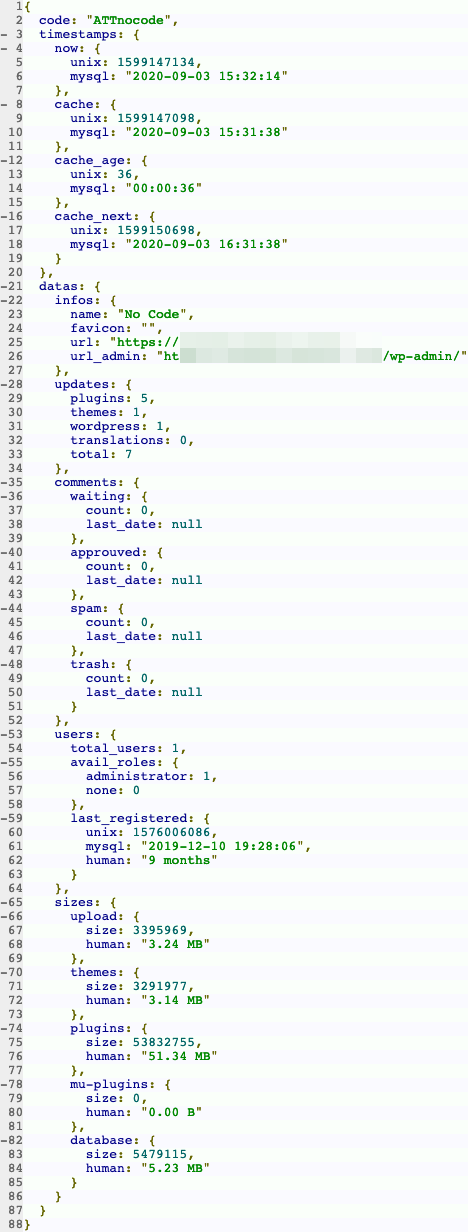 1{
2 code: "ATTnocode",
- 3 timestamps: {
- 4 now: {
5 unix: 1599147134,
6 mysql: "2020-09-03 15:32:14"
7 },
- 8 cache: {
9 unix: 1599147098,
10 mysql: "2020-09-03 15:31:38"
11 },
-12 cache_age: {
13 unix: 36,
14 mysql: "00:00:36"
15 },
-16 cache_next: {
17 unix: 1599150698,
18 mysql: "2020-09-03 16:31:38"
19 }
20 },
-21 datas: {
-22 infos: {
23 name: "No Code",
24 favicon: "",
25 url: "https://
26 url_admin: "ht /wp-admin/"
27 },
-28 updates: {
29 plugins: 5,
30 themes: 1,
31 wordpress: 1,
32 translations: 0,
33 total: 7
34 },
-35 comments: {
-36 waiting: {
37 count: 0,
38 last_date: null
39 },
-40 approuved: {
41 count: 0,
42 last_date: null
43 },
-44 spam: {
45 count: 0,
46 last_date: null
47 },
-48 trash: {
49 count: 0,
50 last_date: null
51 }
52 },
-53 users: {
54 total_users: 1,
-55 avail_roles: {
56 administrator: 1,
57 none: 0
58 },
-59 last_registered: {
60 unix: 1576006086,
61 mysql: "2019-12-10 19:28:06",
62 human: "9 months"
63 }
64 },
-65 sizes: {
-66 upload: {
67 size: 3395969,
68 human: "3.24 MB"
69 },
-70 themes: {
71 size: 3291977,
72 human: "3.14 MB"
73 },
-74 plugins: {
75 size: 53832755,
76 human: "51.34 MB"
77 },
-78 mu-plugins: {
79 size: 0,
80 human: "0.00 B"
81 },
-82 database: {
83 size: 5479115,
84 human: "5.23 MB"
85 }
86 }
87 }
88}